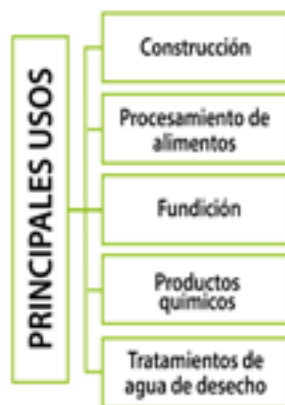 PRINCIPALES USOS
Construcción
Procesamiento de
alimentos
Fundición
Productos
químicos
Tratamientos de
agua de desecho